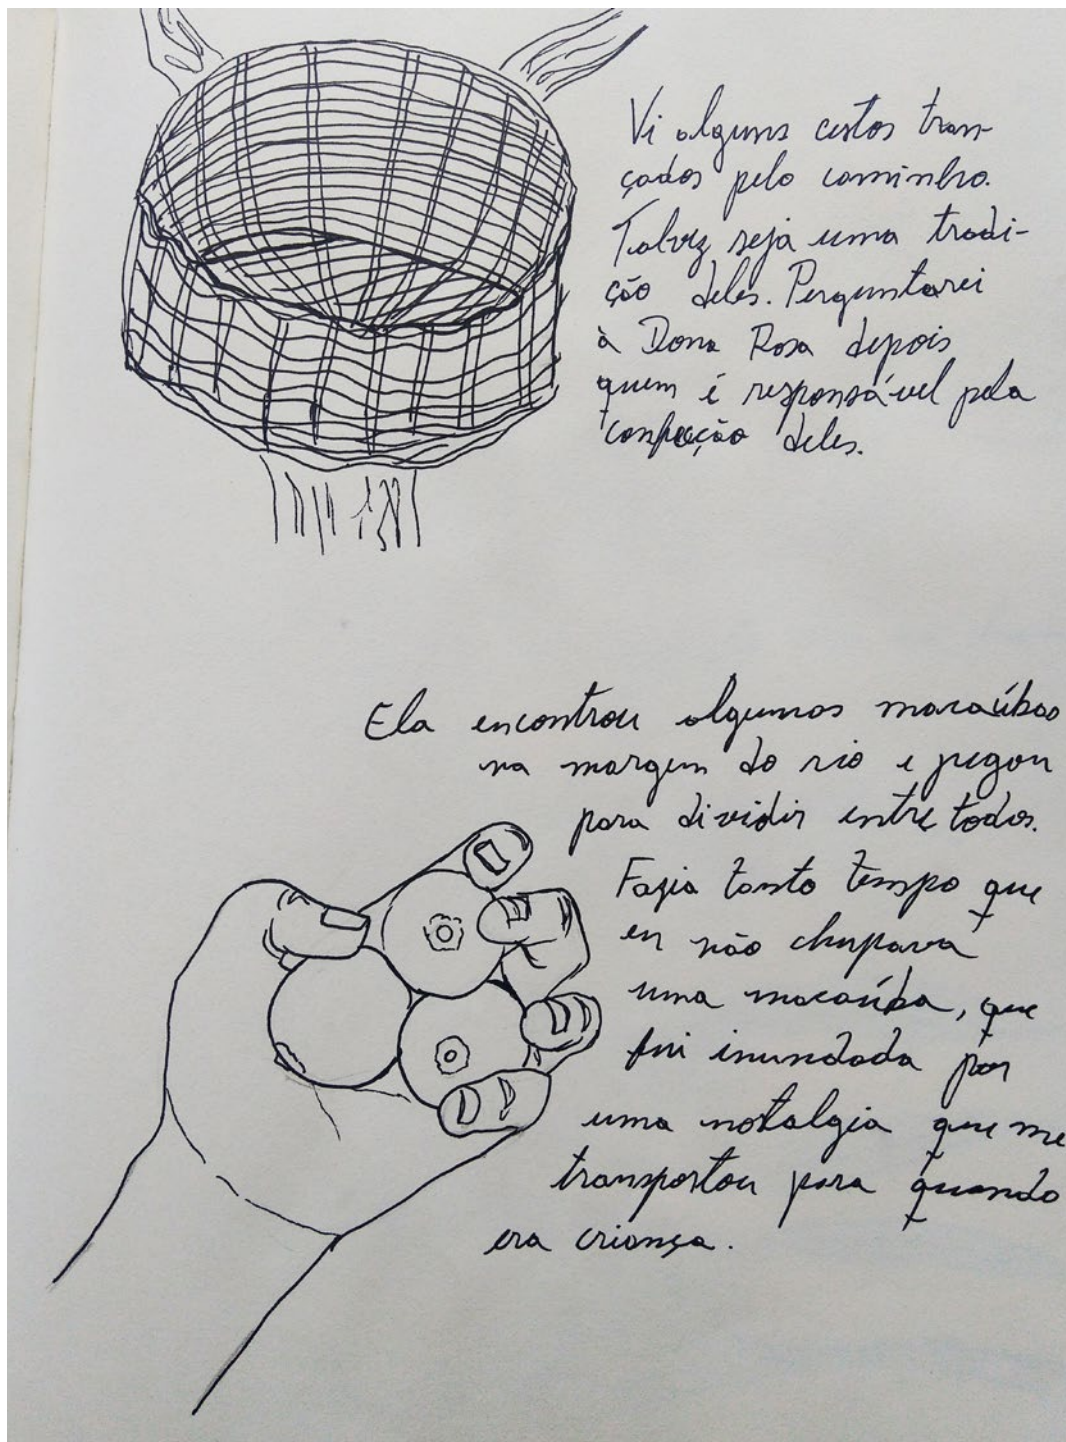 Vi alguns cestos tran-
çados pelo caminho.
Talvez seja uma tradi-
ção deles. Perguntarei
à Dona Rosa depois
quem é responsável pela
confecção deles.
Ela encontrou algumas macaúbas
na margem do rio e pegou
para dividir entre todos.
Fazia tanto tempo que
eu não chupava
uma macaúba, que
fui inundada por
uma nostalgia que me
transportou para quando
era criança.